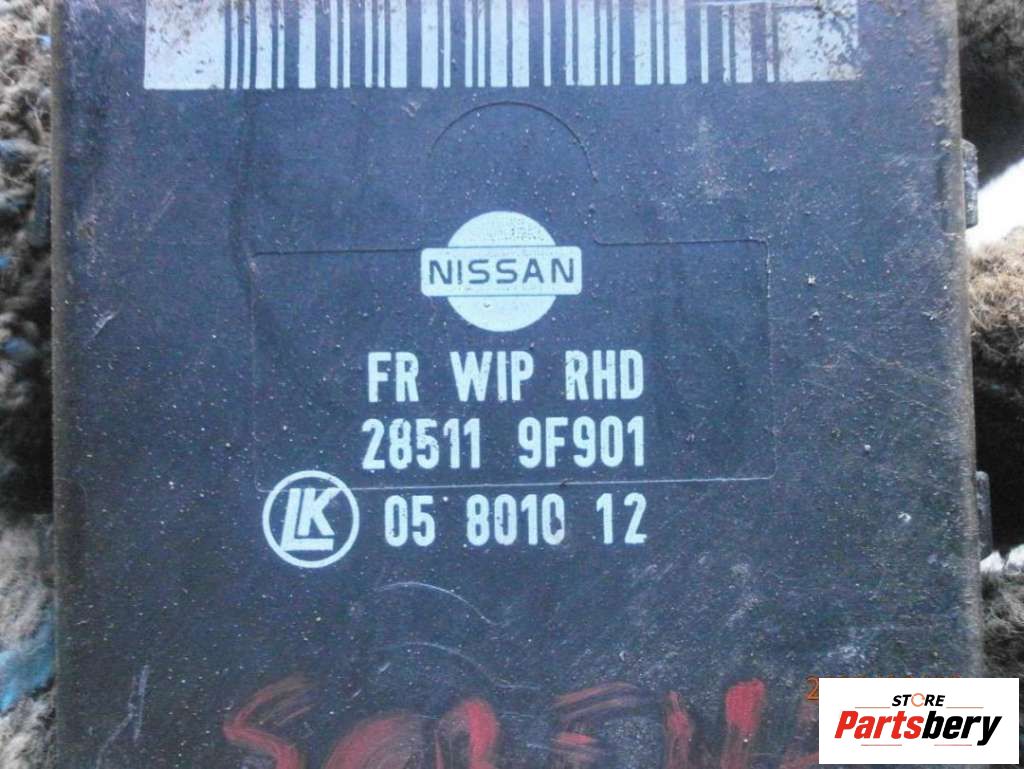 NISSAN
FR WIP RHD
28511 9F901
LK 05 8010 12
STORE
Partsbery